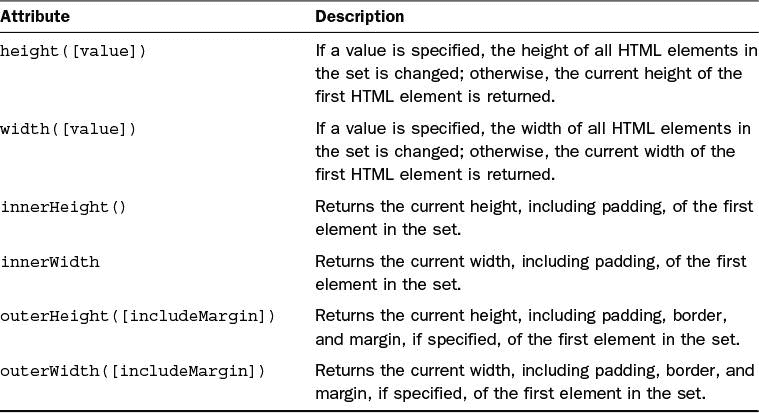 Attribute Description
height([value]) If a value is specified, the height of all HTML elements in
the set is changed; otherwise, the current height of the
first HTML element is returned.
width([value]) If a value is specified, the width of all HTML elements in
the set is changed; otherwise, the current width of the
first HTML element is returned.
innerHeight() Returns the current height, including padding, of the first
element in the set.
innerWidth Returns the current width, including padding, of the first
element in the set.
outerHeight([includeMargin]) Returns the current height, including padding, border,
and margin, if specified, of the first element in the set.
outerWidth([includeMargin]) Returns the current width, including padding, border, and
margin, if specified, of the first element in the set.